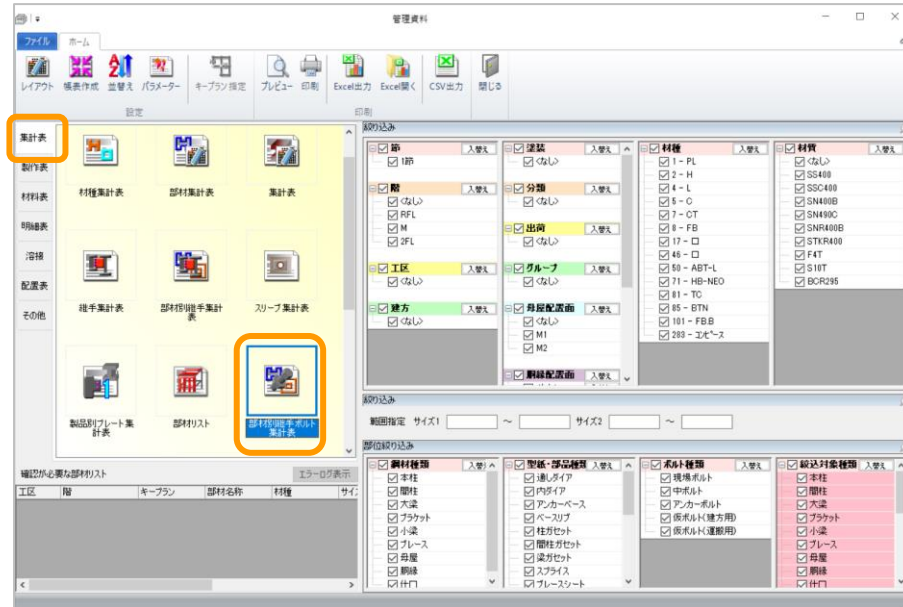 管理資料
ファイル ホーム
レイアウト 帳表作成 並替え パラメーター キープラン指定 プレビュー 印刷 Excel出力 Excel開く CSV出力 閉じる
設定 印刷
集計表
製作表
材料表
明細表
溶接
配置表
その他
材種集計表 部材集計表 集計表
継手集計表 部材別継手集計表 スリーブ集計表
製品別プレート集計表 部材リスト 部材別継手ボルト集計表
確認が必要な部材リスト エラーログ表示
工区 階 キープラン 部材名称 材種 サイズ
絞り込み
節 入替え
1節
階 入替え
<なし>
RFL
M
2FL
工区 入替え
<なし>
建方 入替え
<なし>
塗装 入替え
<なし>
分類 入替え
<なし>
出荷 入替え
<なし>
グループ 入替え
<なし>
母屋配置面 入替え
<なし>
M1
M2
胴縁配置面 入替え
材種 入替え
1 - PL
2 - H
4 - L
5 - C
7 - CT
8 - FB
17 - □
46 - □
50 - ABT-L
71 - HB-NEO
81 - TC
85 - BTN
101 - FB.B
283 - エルベース
材質 入替え
<なし>
SS400
SSC400
SN400B
SN490C
SNR400B
STKR400
F4T
S10T
BCR295
絞り込み
範囲指定 サイズ1 ～ サイズ2 ～
部位絞り込み
鋼材種類 入替え
本柱
間柱
大梁
ブラケット
小梁
ブレース
母屋
胴縁
仕口
型紙・部品種類 入替え
通しダイア
内ダイア
アンカーベース
ベースリブ
柱ガセット
間柱ガセット
梁ガセット
スプライス
ブレースシート
ボルト種類 入替え
現場ボルト
中ボルト
アンカーボルト
仮ボルト(建方用)
仮ボルト(運搬用)
絞込対象種類 入替え
本柱
間柱
大梁
ブラケット
小梁
ブレース
母屋
胴縁
仕口